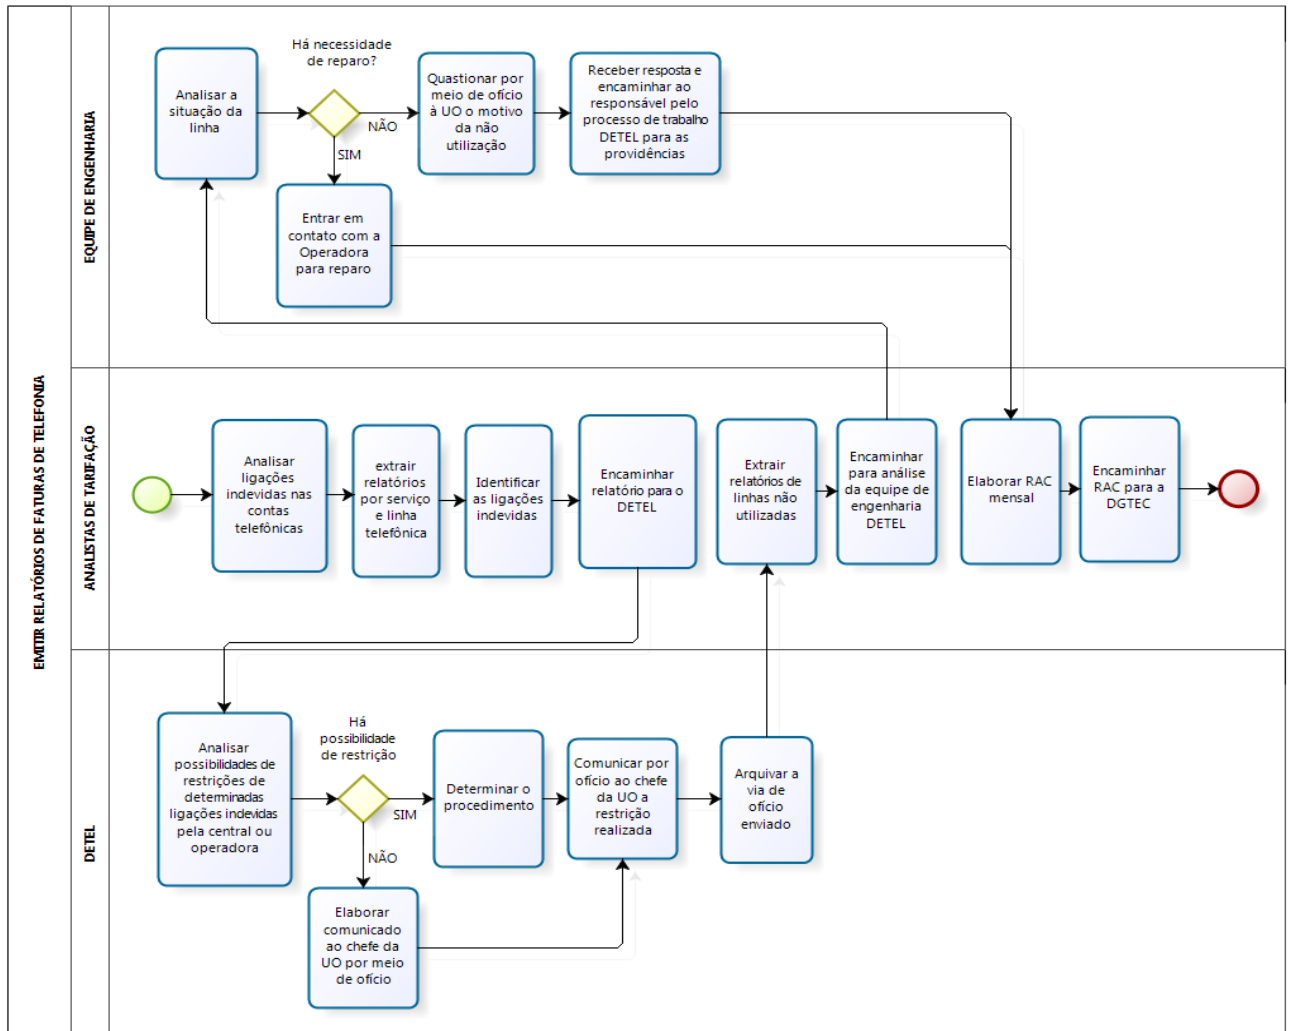 EMITIR RELATÓRIOS DE FATURAS DE TELEFONIA
EQUIPE DE ENGENHARIA
Analisar a
situação da
linha
Há necessidade
de reparo?
NÃO
SIM
Quastionar por
meio de ofício
à UO o motivo
da não
utilização
Receber resposta e
encaminhar ao
responsável pelo
processo de trabalho
DETEL para as
providências
Entrar em
contato com a
Operadora
para reparo
ANALISTAS DE TARIFAÇÃO
Analisar
ligações
indevidas nas
contas
telefônicas
extrair
relatórios
por serviço
e linha
telefônica
Identificar
as ligações
indevidas
Encaminhar
relatório para o
DETEL
Extrair
relatórios de
linhas não
utilizadas
Encaminhar
para análise
da equipe de
engenharia
DETEL
Elaborar RAC
mensal
Encaminhar
RAC para a
DGTEC
DETEL
Analisar
possibilidades de
restrições de
determinadas
ligações indevidas
pela central ou
operadora
Há
possibilidade
de restrição
SIM
NÃO
Determinar o
procedimento
Comunicar por
ofício ao chefe
da UO a
restrição
realizada
Arquivar a
via de
ofício
enviado
Elaborar
comunicado
ao chefe da
UO por meio
de ofício